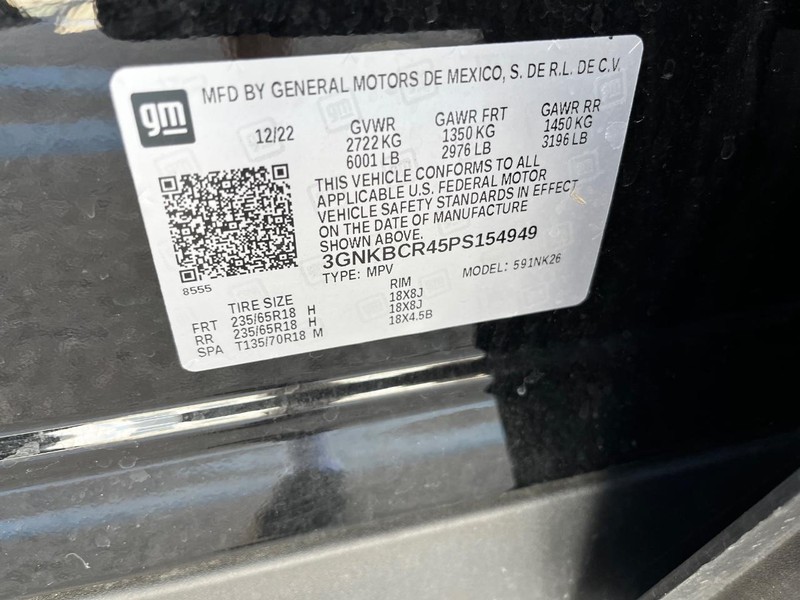 gm
MFD BY GENERAL MOTORS DE MEXICO, S. DE R.L. DE C.V.
12/22
GVWR
2722 KG
6001 LB
GAWR FRT
1350 KG
2976 LB
GAWR RR
1450 KG
3196 LB
THIS VEHICLE CONFORMS TO ALL
APPLICABLE U.S. FEDERAL MOTOR
VEHICLE SAFETY STANDARDS IN EFFECT
ON THE DATE OF MANUFACTURE
SHOWN ABOVE.
3GNKBCR45PS154949
TYPE: MPV
MODEL: 591NK26
8555
TIRE SIZE RIM
FRT 235/65R18 H 18X8J
RR 235/65R18 H 18X8J
SPA T135/70R18 M 18X4.5B